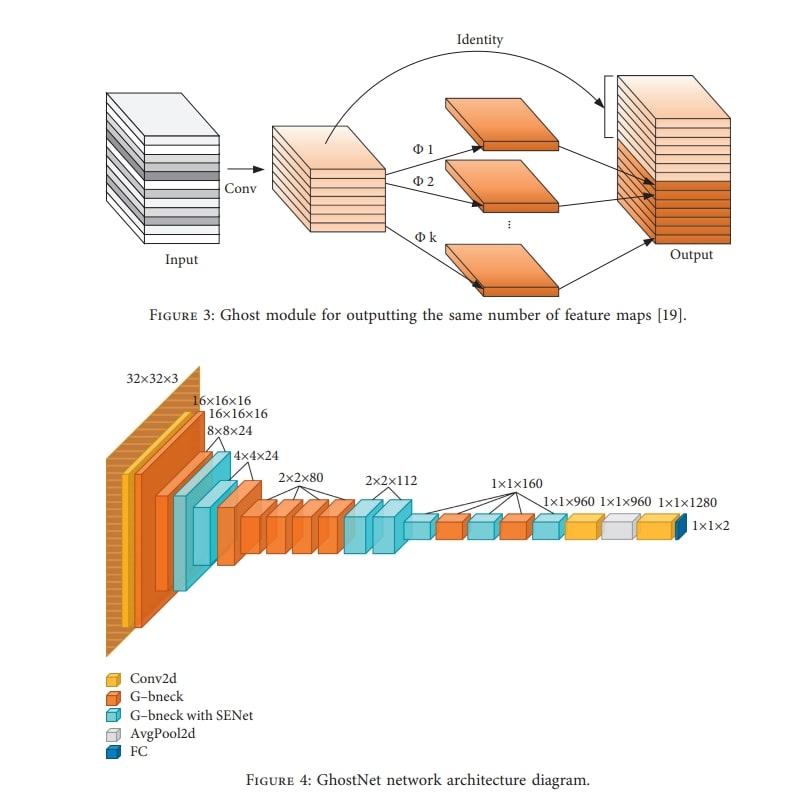 Identity
Φ 1
Conv
Φ 2
⋮
Φ k
Input
Output
FIGURE 3: Ghost module for outputting the same number of feature maps [19].
32×32×3
16×16×16
16×16×16
8×8×24
4×4×24
2×2×80
2×2×112
1×1×160
1×1×960
1×1×960
1×1×1280
1×1×2
Conv2d
G–bneck
G–bneck with SENet
AvgPool2d
FC
FIGURE 4: GhostNet network architecture diagram.